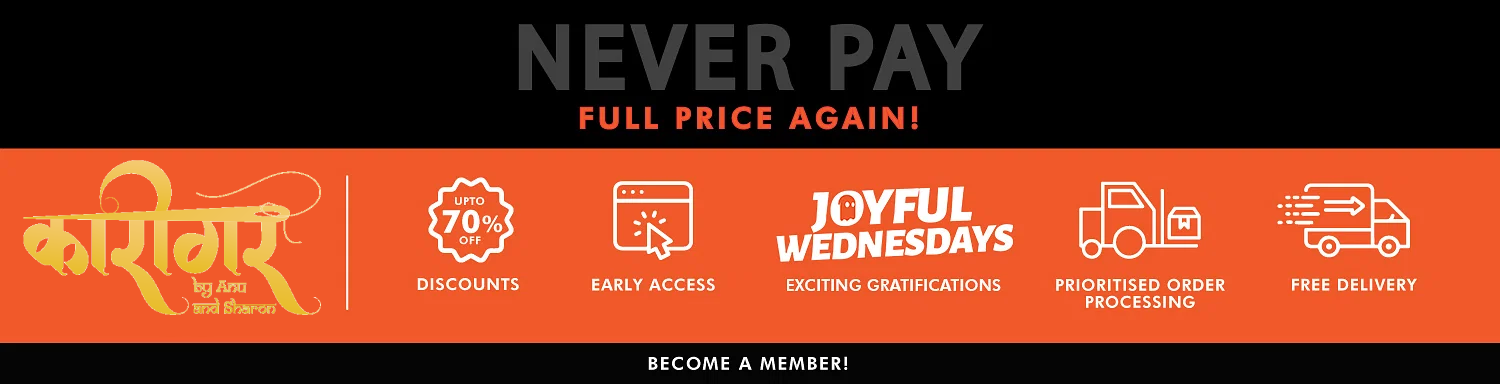 NEVER PAY
FULL PRICE AGAIN!
कारीगर
by Anu
and Sharon
UPTO
70%
OFF
DISCOUNTS
EARLY ACCESS
JOYFUL
WEDNESDAYS
EXCITING GRATIFICATIONS
PRIORITISED ORDER
PROCESSING
FREE DELIVERY
BECOME A MEMBER!